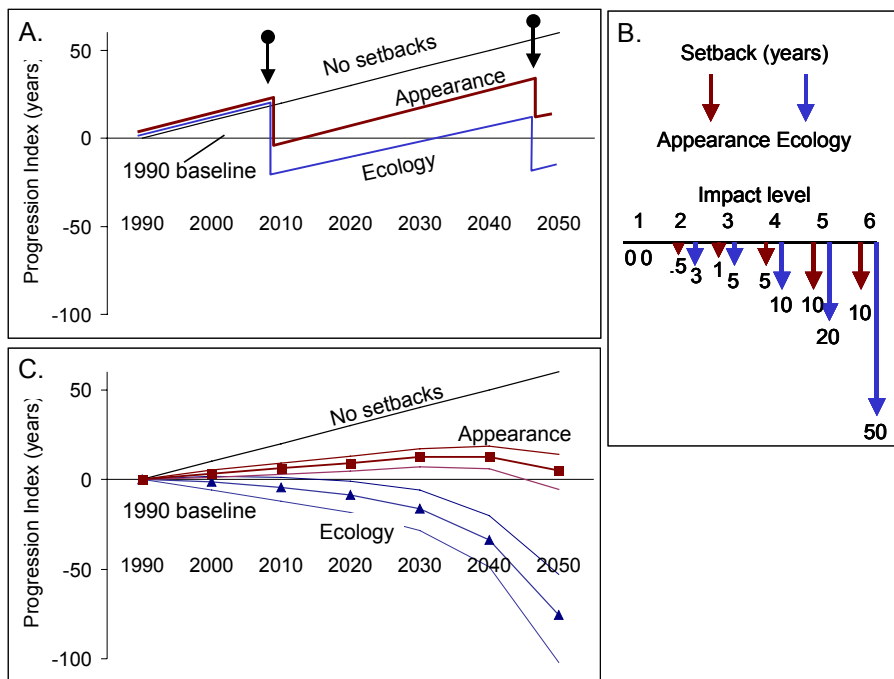 A.
Progression Index (years)
50
0
-50
-100
No setbacks
Appearance
Ecology
1990 baseline
1990 2000 2010 2020 2030 2040 2050
B.
Setback (years)
Appearance Ecology
Impact level
1 2 3 4 5 6
0 0 .5 3 1 5 5 10 10 20 10 50
C.
Progression Index (years)
50
0
-50
-100
No setbacks
Appearance
1990 baseline
Ecology
1990 2000 2010 2020 2030 2040 2050